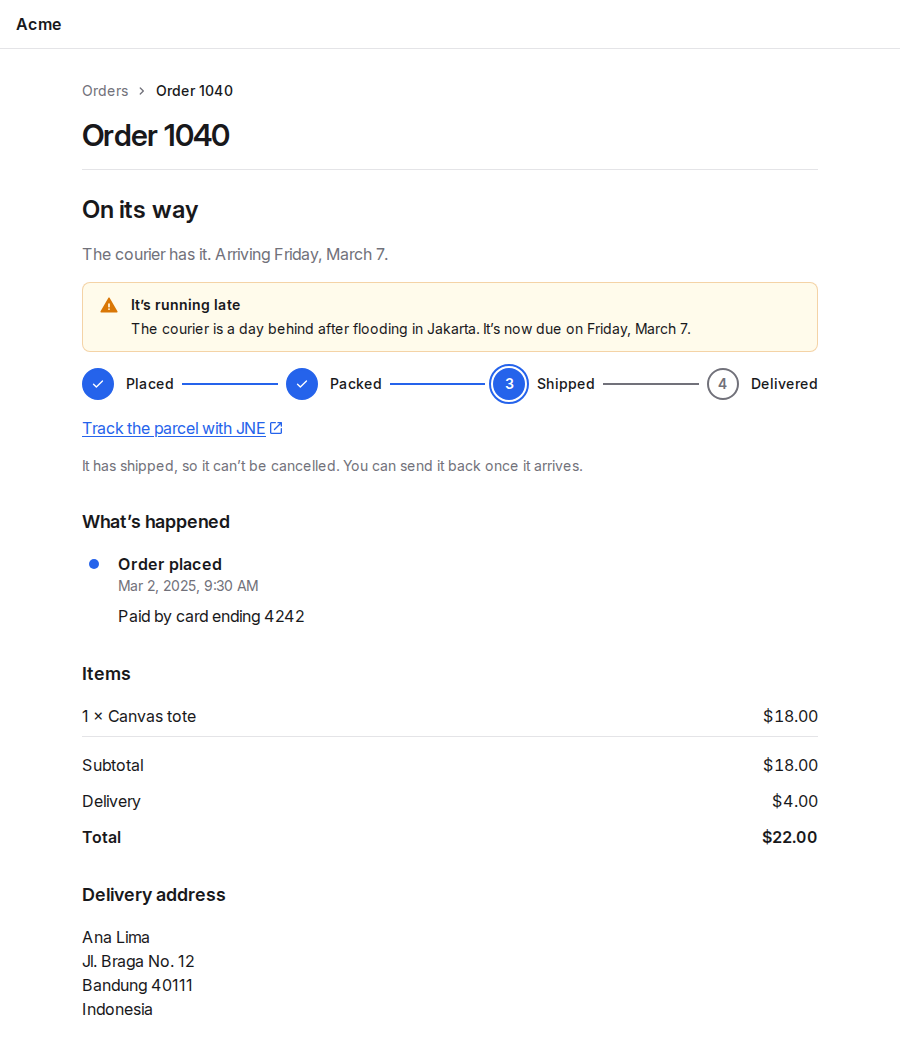 Acme
Orders > Order 1040
Order 1040
On its way
The courier has it. Arriving Friday, March 7.
It’s running late
The courier is a day behind after flooding in Jakarta. It’s now due on Friday, March 7.
Placed Packed 3 Shipped 4 Delivered
Track the parcel with JNE
It has shipped, so it can’t be cancelled. You can send it back once it arrives.
What’s happened
Order placed
Mar 2, 2025, 9:30 AM
Paid by card ending 4242
Items
1 × Canvas tote $18.00
Subtotal $18.00
Delivery $4.00
Total $22.00
Delivery address
Ana Lima
Jl. Braga No. 12
Bandung 40111
Indonesia